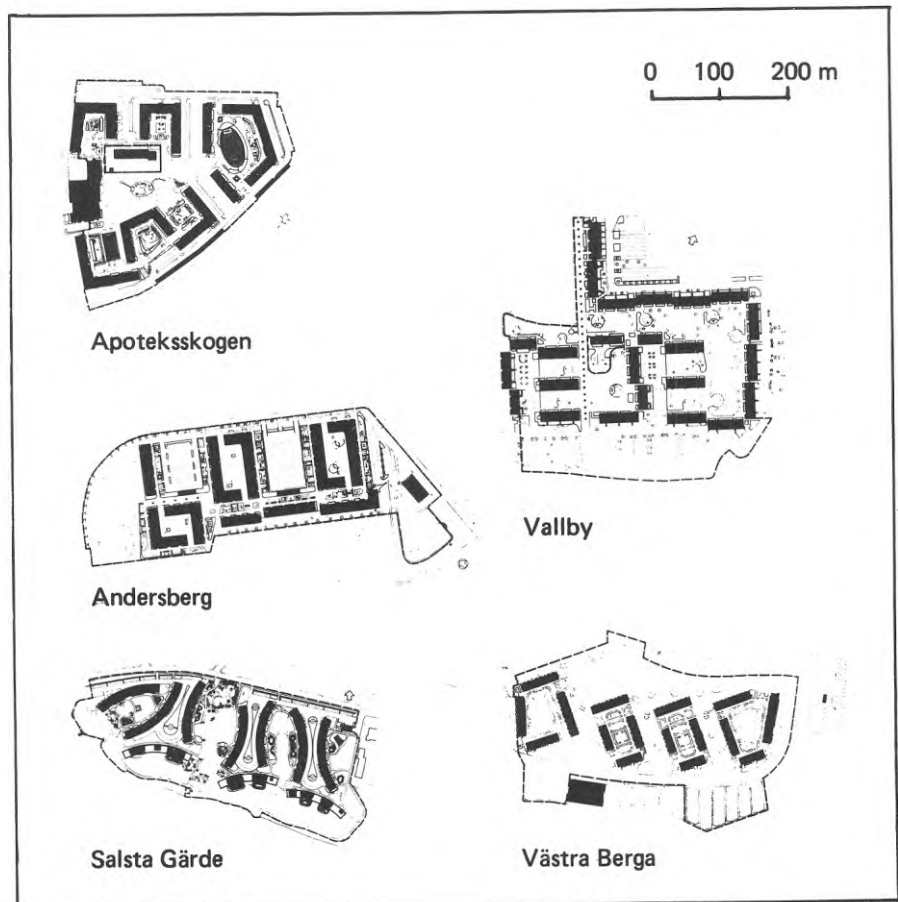 0 100 200 m
Apoteksskogen
Vallby
Andersberg
Salsta Gärde
Västra Berga